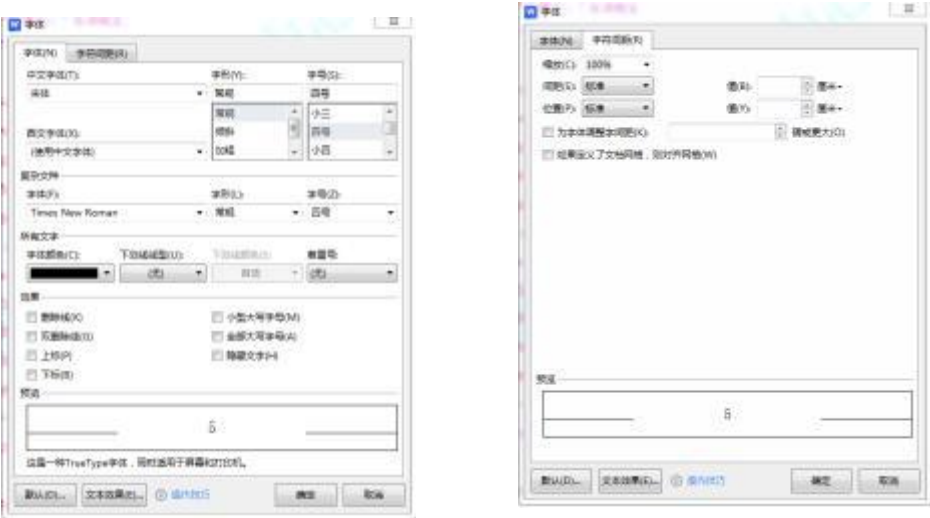 字体
字体(N) 字符间距(R)
中文字体(T): 字形(Y): 字号(S):
宋体 常规 四号
常规 小三
西文字体(X): 倾斜 四号
(使用中文字体) 加粗 小四
复杂文种
字体(F): 字形(L): 字号(Z):
Times New Roman 常规 四号
所有文字
字体颜色(C): 下划线线型(U): 下划线颜色(I): 着重号:
(无) 自动 (无)
效果
删除线(K) 小型大写字母(M)
双删除线(G) 全部大写字母(A)
上标(P) 隐藏文字(H)
下标(B)
预览
5
这是一种TrueType字体，同时适用于屏幕和打印机。
默认(D)... 文本效果(E)... 操作技巧 确定 取消
字体
字体(N) 字符间距(R)
缩放(C): 100%
间距(S): 标准 值(B): 厘米
位置(P): 标准 值(Y): 厘米
为字体调整字间距(K): 磅或更大(O)
如果定义了文档网格，则对齐网格(W)
预览
5
默认(D)... 文本效果(E)... 操作技巧 确定 取消